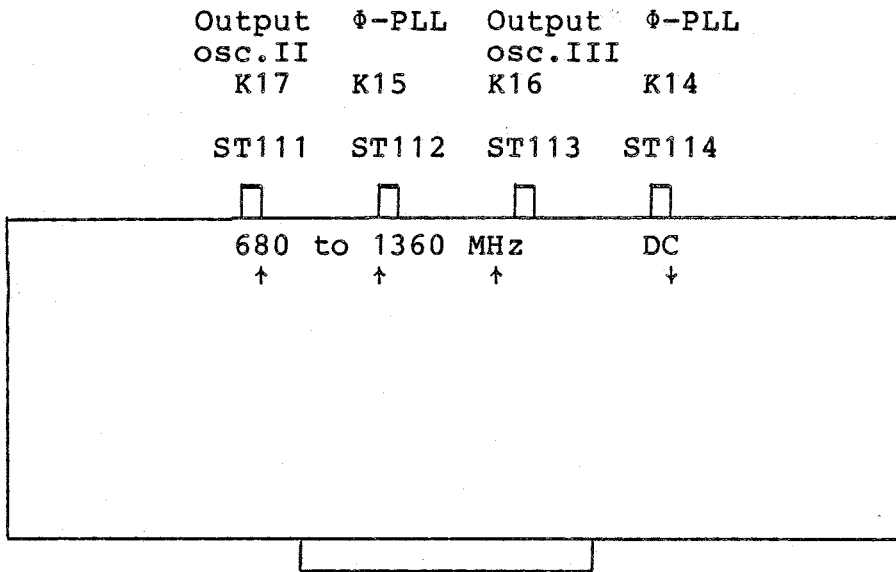 Output Φ-PLL Output Φ-PLL
osc.II osc.III
K17 K15 K16 K14
ST111 ST112 ST113 ST114
680 to 1360 MHz DC
↑ ↑ ↑ ↓